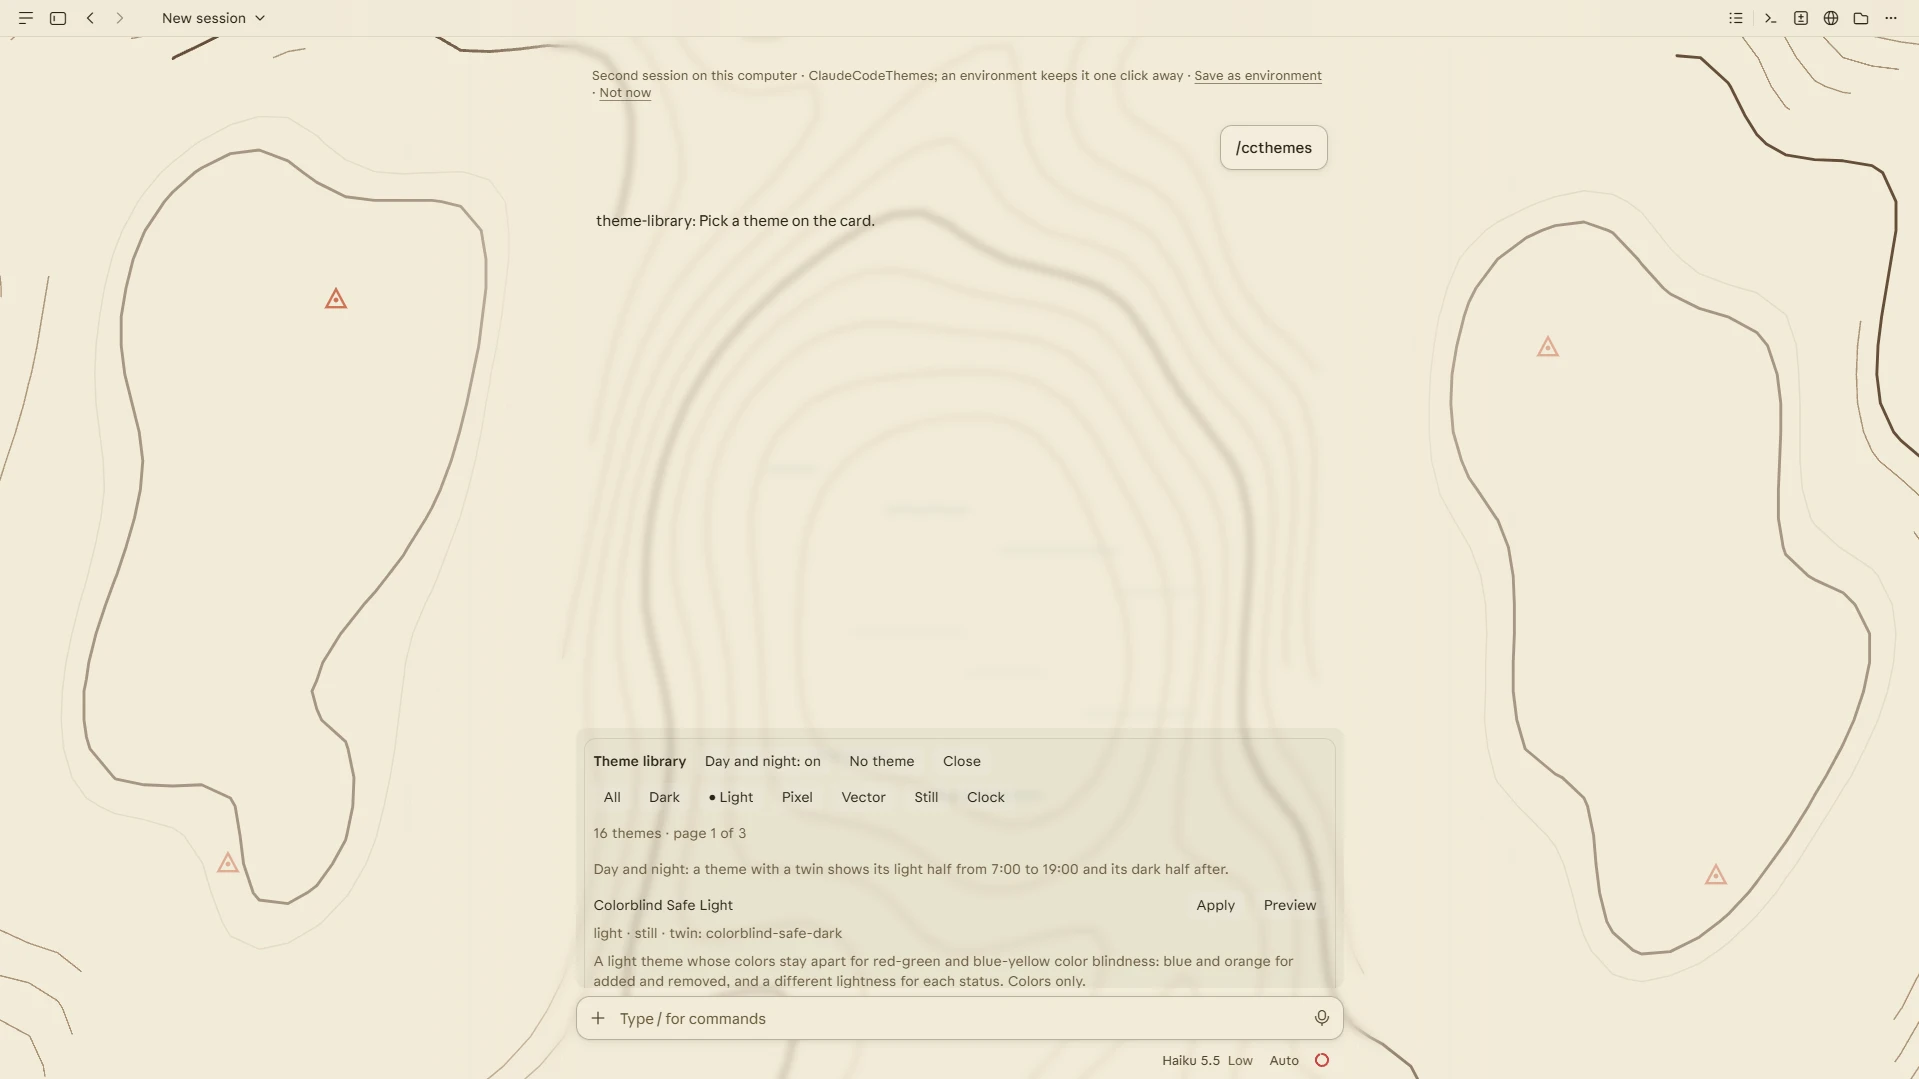 New session
Second session on this computer · ClaudeCodeThemes; an environment keeps it one click away · Save as environment
· Not now
/ccthemes
theme-library: Pick a theme on the card.
Theme library Day and night: on No theme Close
All Dark • Light Pixel Vector Still Clock
16 themes · page 1 of 3
Day and night: a theme with a twin shows its light half from 7:00 to 19:00 and its dark half after.
Colorblind Safe Light Apply Preview
light · still · twin: colorblind-safe-dark
A light theme whose colors stay apart for red-green and blue-yellow color blindness: blue and orange for
added and removed, and a different lightness for each status. Colors only.
Type / for commands
Haiku 5.5 Low Auto